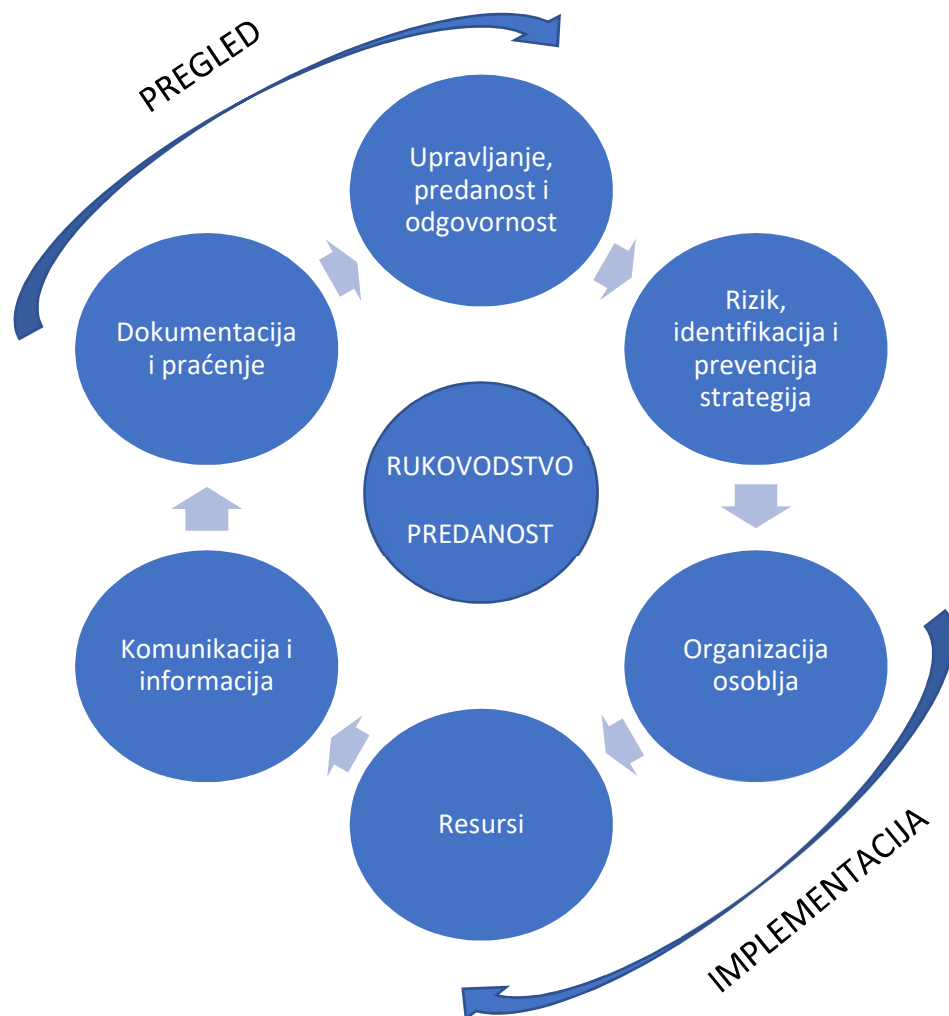 PREGLED
Upravljanje,
predanost i
odgovornost
Rizik,
identifikacija i
prevencija
strategija
Organizacija
osoblja
Resursi
Komunikacija i
informacija
Dokumentacija
i praćenje
RUKOVODSTVO
PREDANOST
IMPLEMENTACIJA